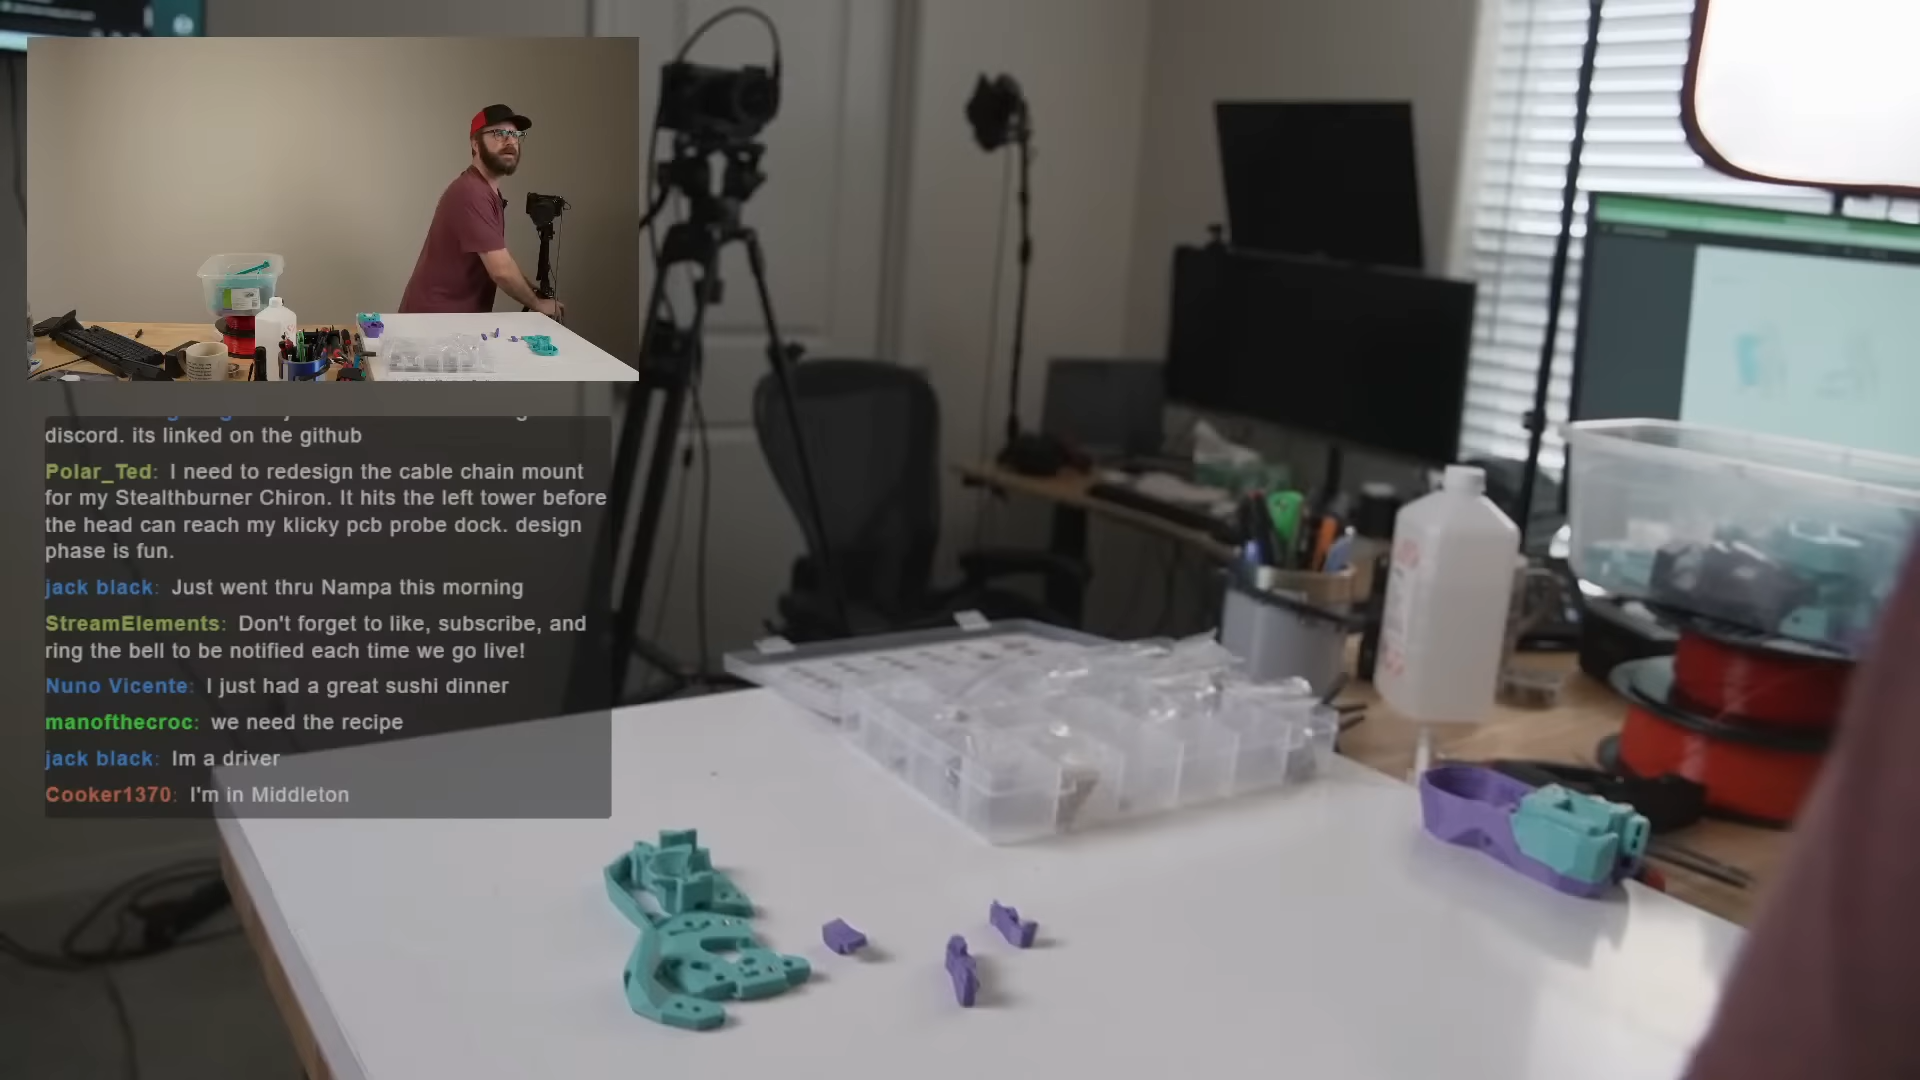 discord. its linked on the github
Polar_Ted: I need to redesign the cable chain mount
for my Stealthburner Chiron. It hits the left tower before
the head can reach my klicky pcb probe dock. design
phase is fun.
jack black: Just went thru Nampa this morning
StreamElements: Don't forget to like, subscribe, and
ring the bell to be notified each time we go live!
Nuno Vicente: I just had a great sushi dinner
manofthecroc: we need the recipe
jack black: Im a driver
Cooker1370: I'm in Middleton